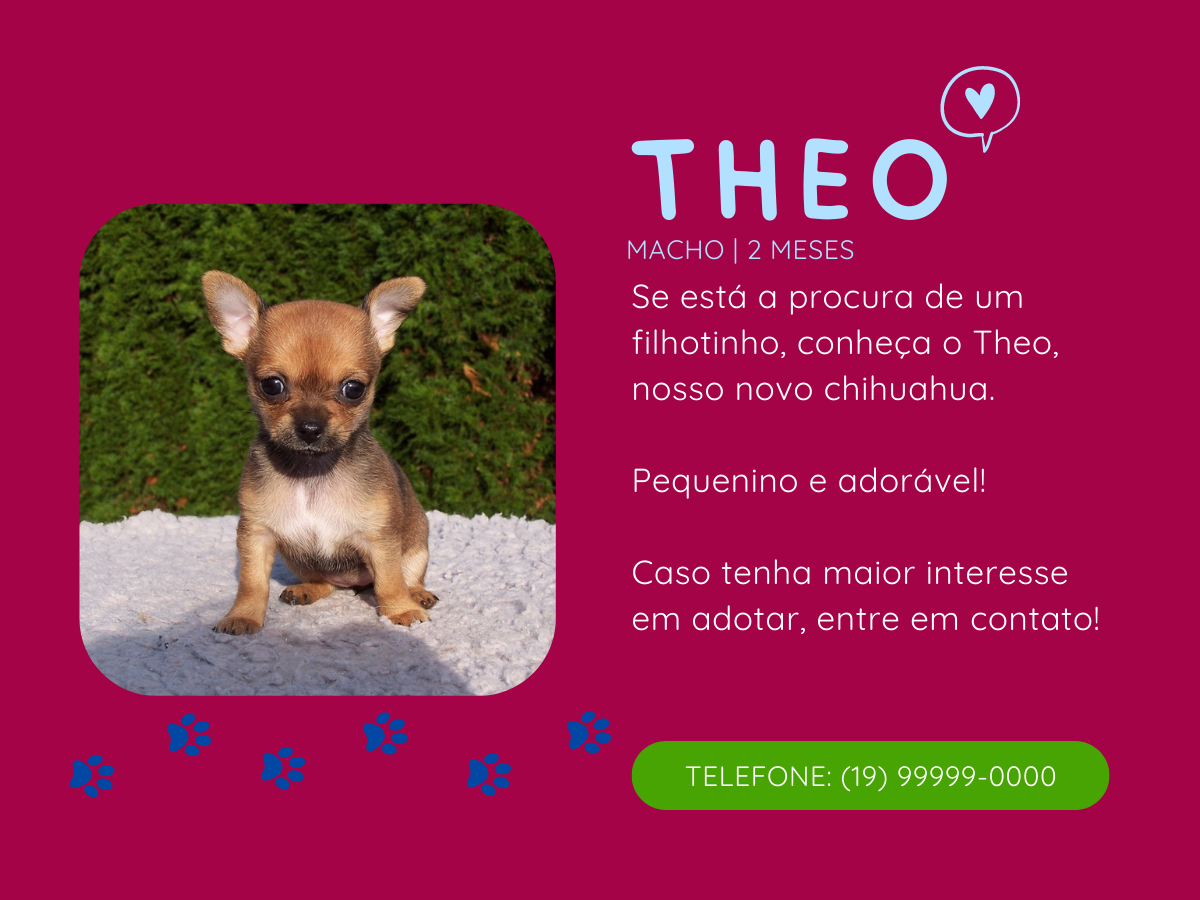 THEO
MACHO | 2 MESES
Se está a procura de um
filhotinho, conheça o Theo,
nosso novo chihuahua.
Pequenino e adorável!
Caso tenha maior interesse
em adotar, entre em contato!
TELEFONE: (19) 99999-0000